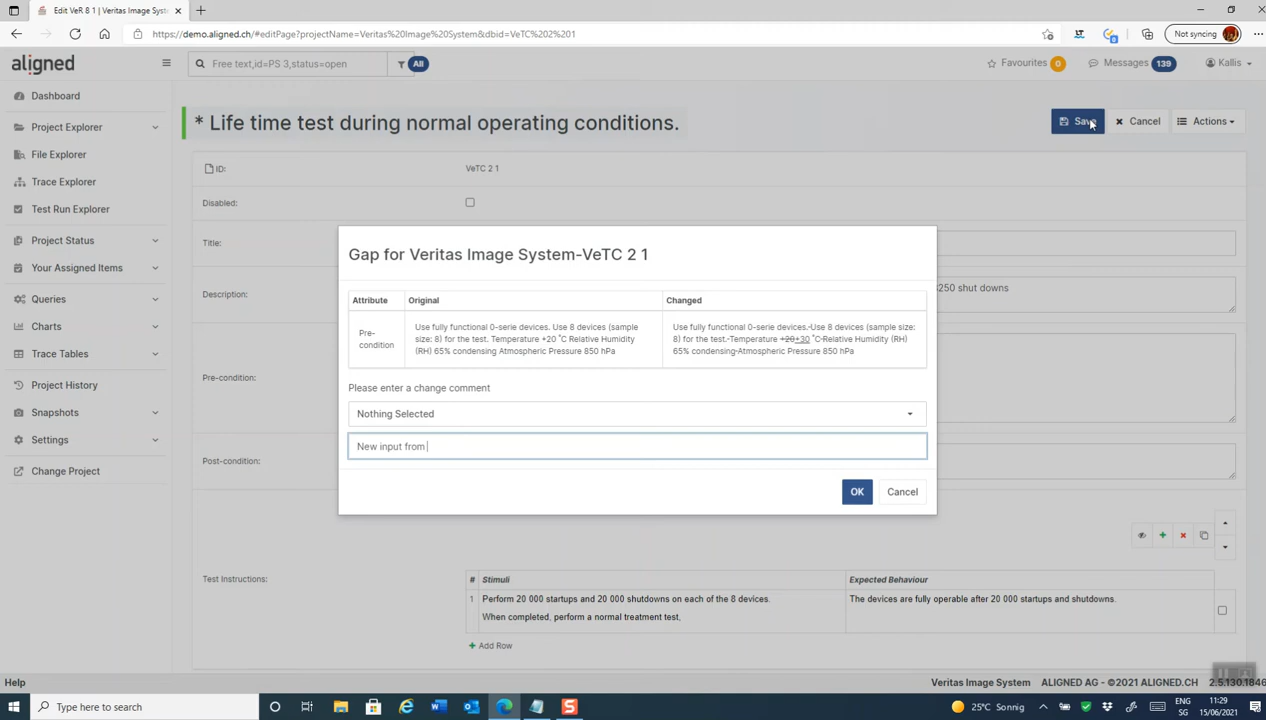 Edit VeR 8 1 | Veritas Image Syst
https://demo.aligned.ch/#editPage?projectName=Veritas%20Image%20System&dbid=VeTC%202%201
LT
8
Not syncing
aligned
Free text,id=PS 3,status=open
All
Favourites 0
Messages 139
Kallis
Dashboard
Project Explorer
File Explorer
Trace Explorer
Test Run Explorer
Project Status
Your Assigned Items
Queries
Charts
Trace Tables
Project History
Snapshots
Settings
Change Project
* Life time test during normal operating conditions.
Save
Cancel
Actions
ID:
VeTC 2 1
Disabled:
Title:
Description:
250 shut downs
Pre-condition:
Post-condition:
Gap for Veritas Image System-VeTC 2 1
Attribute
Original
Changed
Pre-
condition
Use fully functional 0-serie devices. Use 8 devices (sample
size: 8) for the test. Temperature +20 ˚C Relative Humidity
(RH) 65% condensing Atmospheric Pressure 850 hPa
Use fully functional 0-serie devices.-Use 8 devices (sample size:
8) for the test.-Temperature +20+30 ˚C-Relative Humidity (RH)
65% condensing-Atmospheric Pressure 850 hPa
Please enter a change comment
Nothing Selected
New input from
OK
Cancel
Test Instructions:
# Stimuli
Expected Behaviour
1 Perform 20 000 startups and 20 000 shutdowns on each of the 8 devices.
When completed, perform a normal treatment test,
The devices are fully operable after 20 000 startups and shutdowns.
Add Row
Help
Veritas Image System
ALIGNED AG - ©2021 ALIGNED.CH
2.5.130.1846
Type here to search
25°C Sonnig
ENG
SG
11:29
15/06/2021